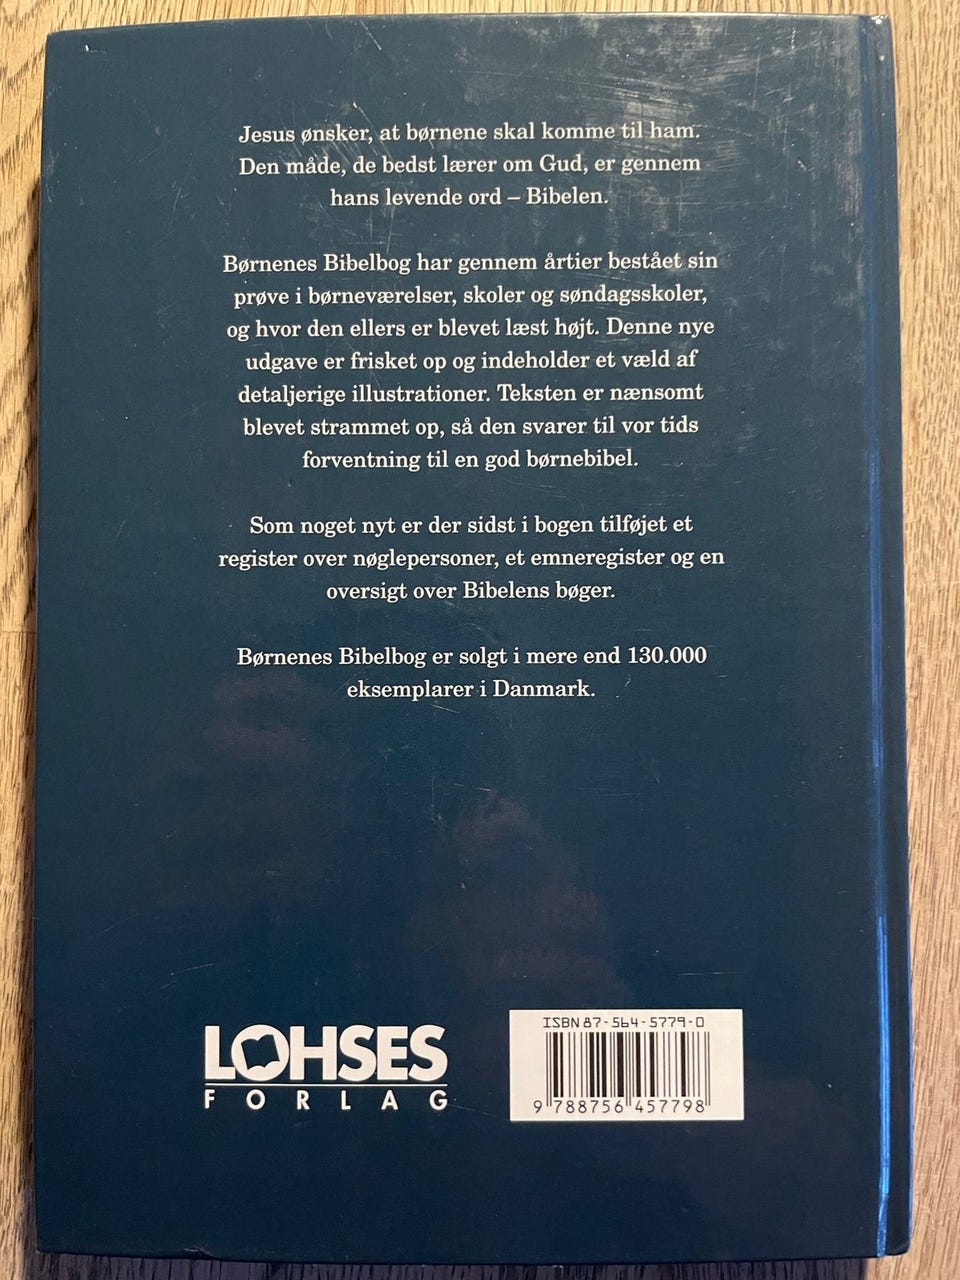 Jesus ønsker, at børnene skal komme til ham.
Den måde, de bedst lærer om Gud, er gennem
hans levende ord – Bibelen.
Børnenes Bibelbog har gennem årtier bestået sin
prøve i børneværelser, skoler og søndagsskoler,
og hvor den ellers er blevet læst højt. Denne nye
udgave er frisket op og indeholder et væld af
detaljerige illustrationer. Teksten er nænsomt
blevet strammet op, så den svarer til vor tids
forventning til en god børnebibel.
Som noget nyt er der sidst i bogen tilføjet et
register over nøglepersoner, et emneregister og en
oversigt over Bibelens bøger.
Børnenes Bibelbog er solgt i mere end 130.000
eksemplarer i Danmark.
LOHSES
FORLAG
ISBN 87-564-5779-0
9 788756 457798